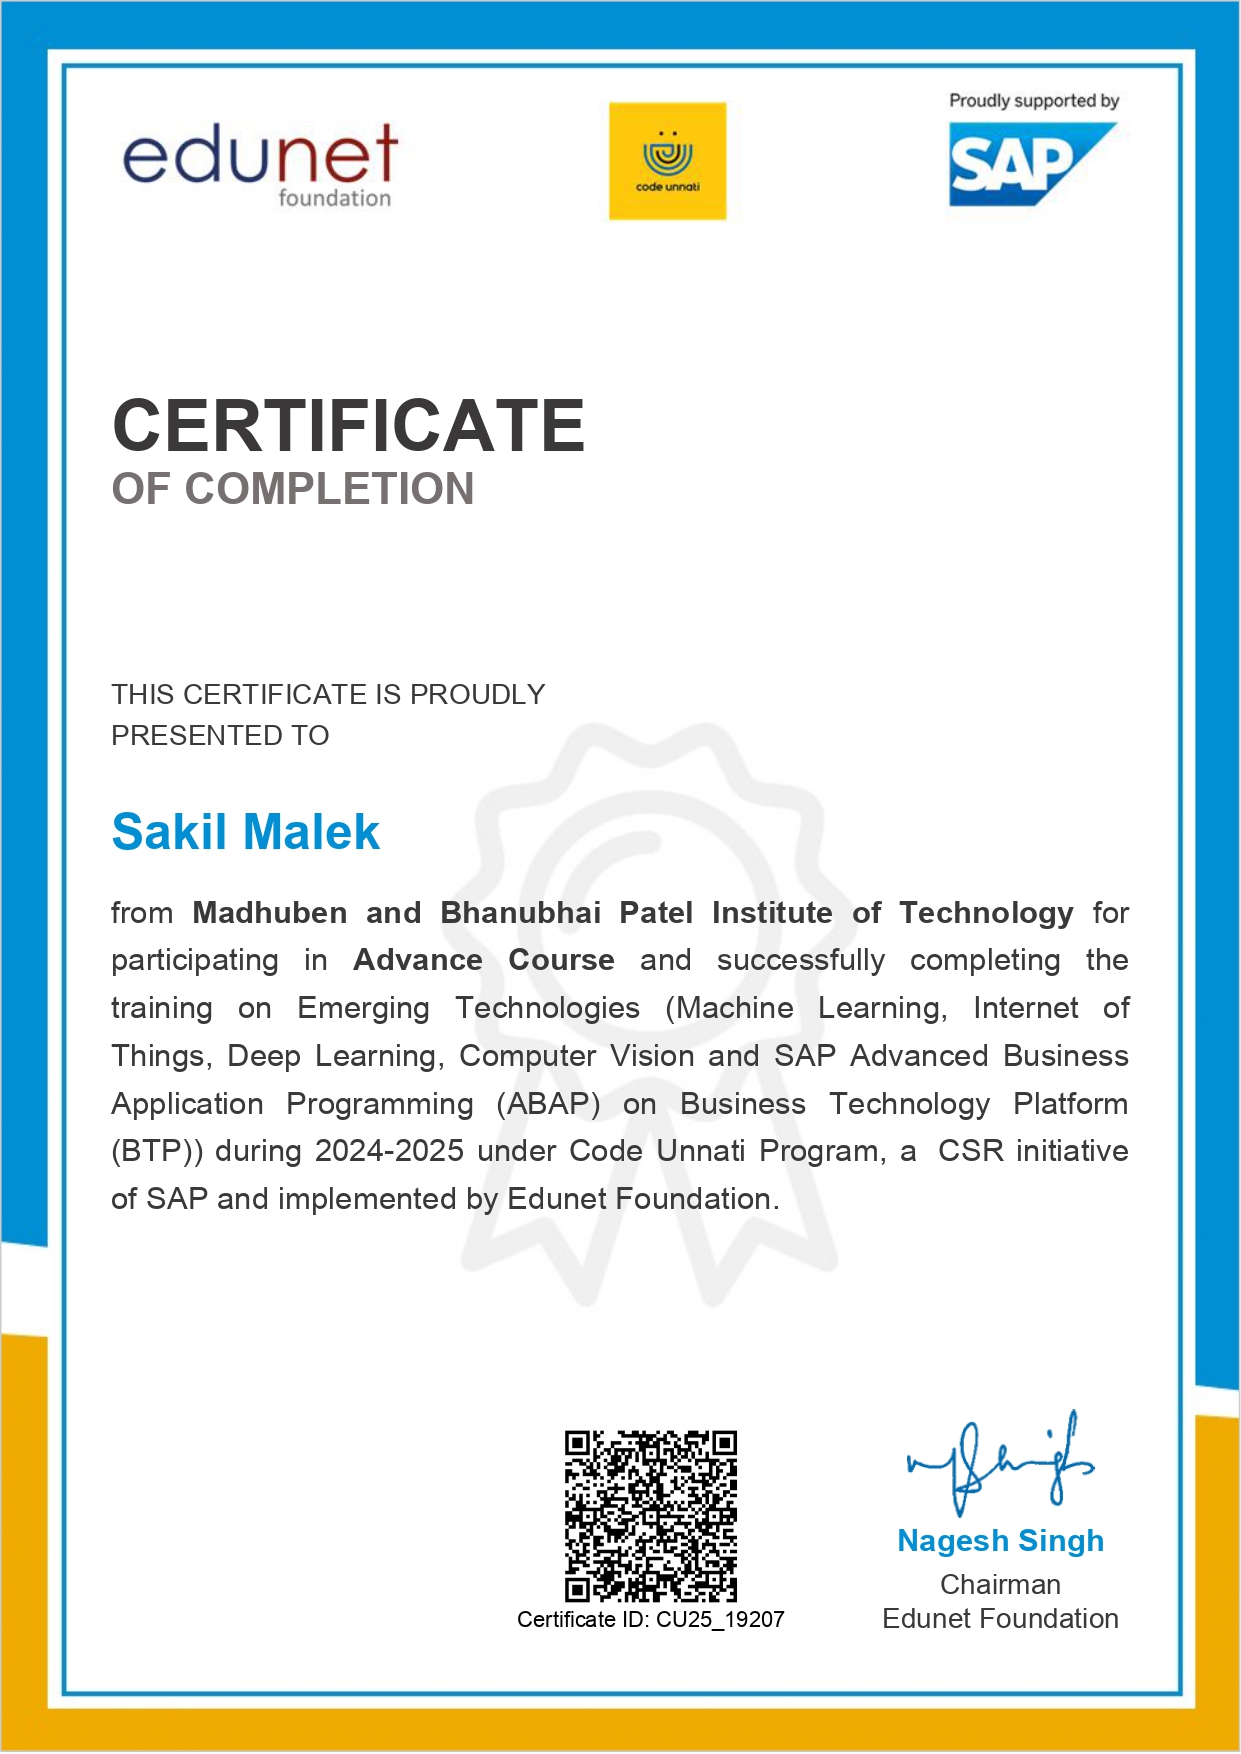 edunet
foundation
code unnati
Proudly supported by
SAP
CERTIFICATE
OF COMPLETION
THIS CERTIFICATE IS PROUDLY
PRESENTED TO
Sakil Malek
from Madhuben and Bhanubhai Patel Institute of Technology for
participating in Advance Course and successfully completing the
training on Emerging Technologies (Machine Learning, Internet of
Things, Deep Learning, Computer Vision and SAP Advanced Business
Application Programming (ABAP) on Business Technology Platform
(BTP)) during 2024-2025 under Code Unnati Program, a CSR initiative
of SAP and implemented by Edunet Foundation.
Certificate ID: CU25_19207
Nagesh Singh
Chairman
Edunet Foundation